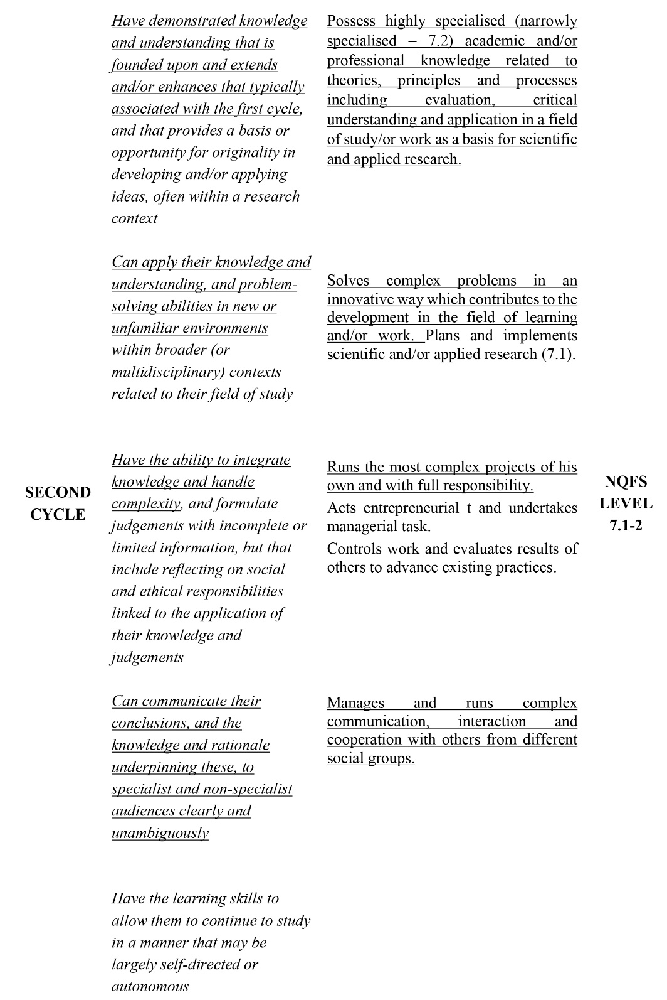 Have demonstrated knowledge
and understanding that is
founded upon and extends
and/or enhances that typically
associated with the first cycle,
and that provides a basis or
opportunity for originality in
developing and/or applying
ideas, often within a research
context
Possess highly specialised (narrowly
specialised – 7.2) academic and/or
professional knowledge related to
theories, principles and processes
including evaluation, critical
understanding and application in a field
of study/or work as a basis for scientific
and applied research.
Can apply their knowledge and
understanding, and problem-
solving abilities in new or
unfamiliar environments
within broader (or
multidisciplinary) contexts
related to their field of study
Solves complex problems in an
innovative way which contributes to the
development in the field of learning
and/or work. Plans and implements
scientific and/or applied research (7.1).
SECOND
CYCLE
Have the ability to integrate
knowledge and handle
complexity, and formulate
judgements with incomplete or
limited information, but that
include reflecting on social
and ethical responsibilities
linked to the application of
their knowledge and
judgements
Runs the most complex projects of his
own and with full responsibility.
Acts entrepreneurial t and undertakes
managerial task.
Controls work and evaluates results of
others to advance existing practices.
NQFS
LEVEL
7.1-2
Can communicate their
conclusions, and the
knowledge and rationale
underpinning these, to
specialist and non-specialist
audiences clearly and
unambiguously
Manages and runs complex
communication, interaction and
cooperation with others from different
social groups.
Have the learning skills to
allow them to continue to study
in a manner that may be
largely self-directed or
autonomous